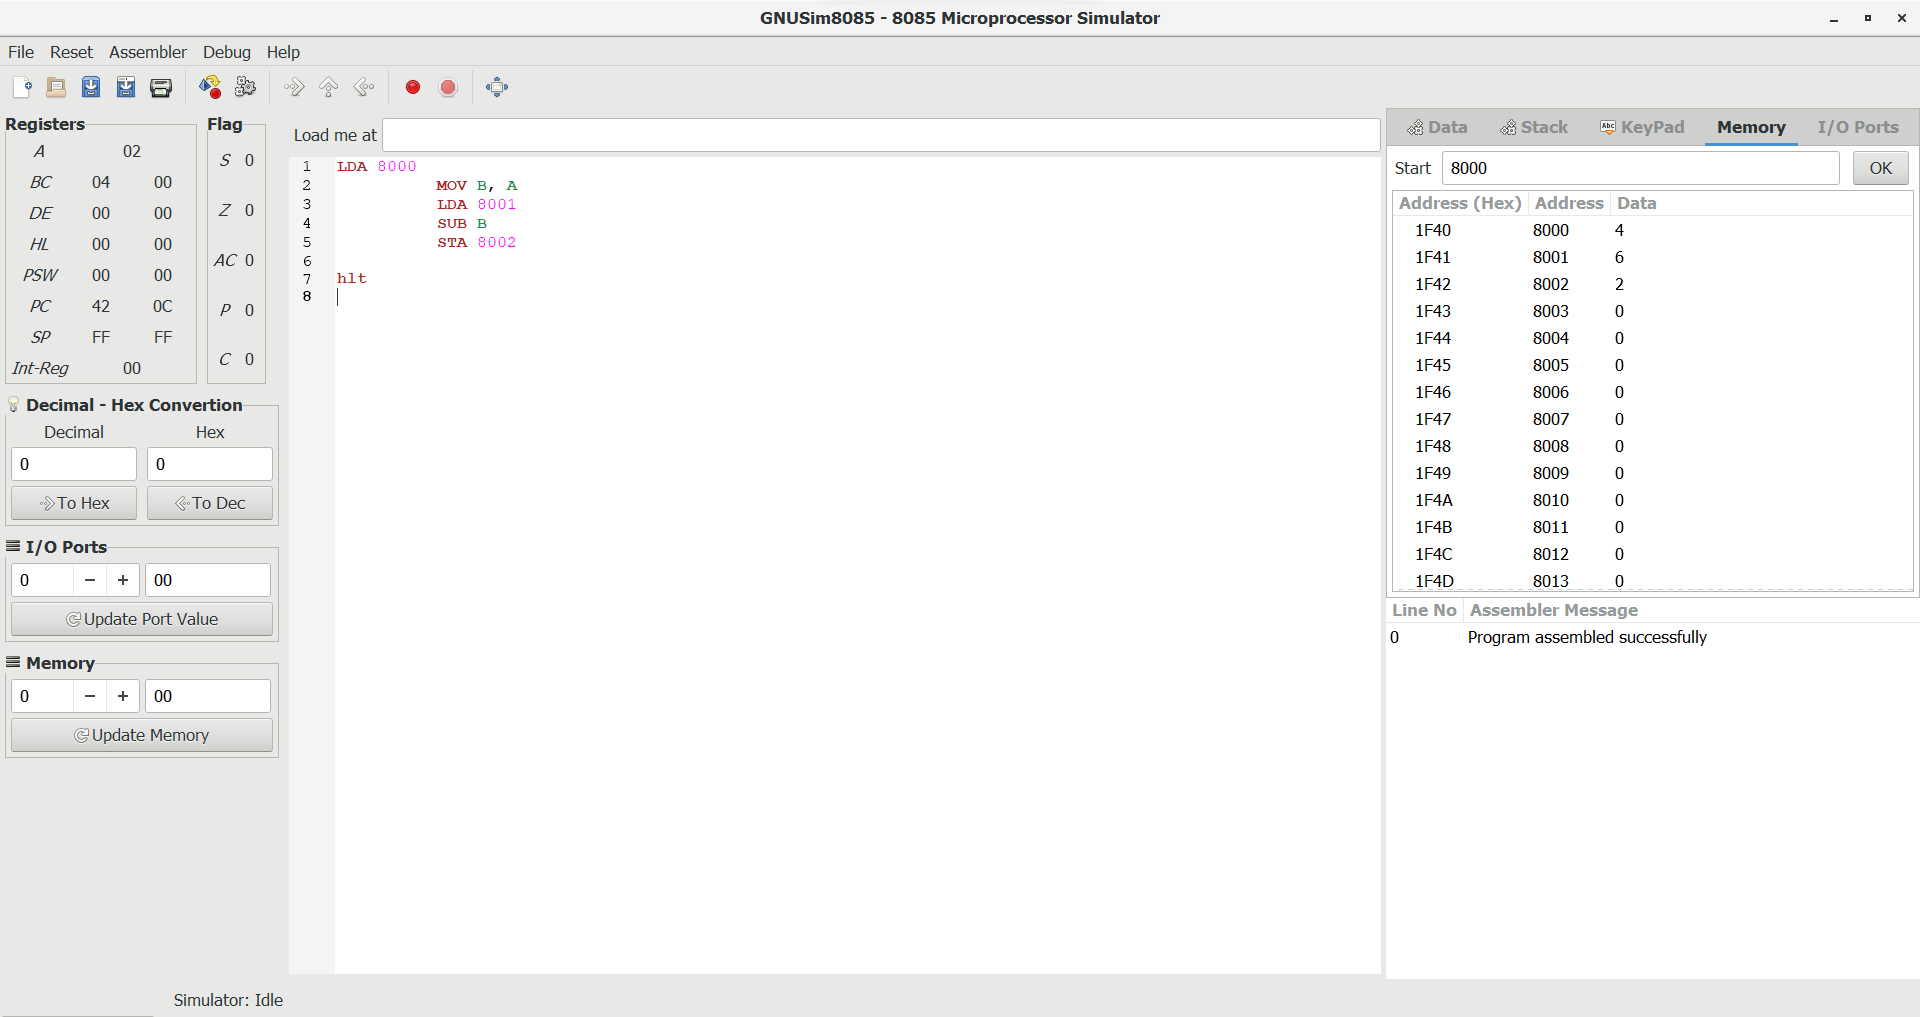 GNUSim8085 - 8085 Microprocessor Simulator
File Reset Assembler Debug Help
Registers
A 02
BC 04 00
DE 00 00
HL 00 00
PSW 00 00
PC 42 0C
SP FF FF
Int-Reg 00
Flag
S 0
Z 0
AC 0
P 0
C 0
Decimal - Hex Convertion
Decimal Hex
0 0
To Hex To Dec
I/O Ports
0 − + 00
Update Port Value
Memory
0 − + 00
Update Memory
Load me at
1 LDA 8000
2 MOV B, A
3 LDA 8001
4 SUB B
5 STA 8002
6
7 hlt
8
Data Stack Abc KeyPad Memory I/O Ports
Start 8000 OK
Address (Hex) Address Data
1F40 8000 4
1F41 8001 6
1F42 8002 2
1F43 8003 0
1F44 8004 0
1F45 8005 0
1F46 8006 0
1F47 8007 0
1F48 8008 0
1F49 8009 0
1F4A 8010 0
1F4B 8011 0
1F4C 8012 0
1F4D 8013 0
Line No Assembler Message
0 Program assembled successfully
Simulator: Idle